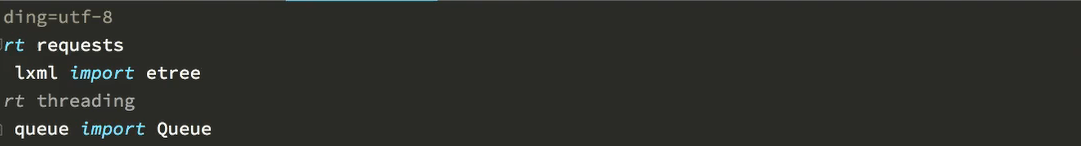 ding=utf-8
rt requests
lxml import etree
rt threading
queue import Queue